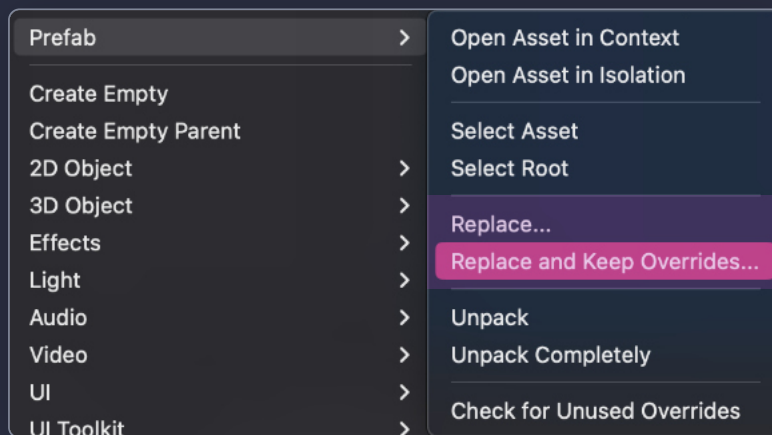 Prefab
Create Empty
Create Empty Parent
2D Object
3D Object
Effects
Light
Audio
Video
UI
UI Toolkit
Open Asset in Context
Open Asset in Isolation
Select Asset
Select Root
Replace...
Replace and Keep Overrides...
Unpack
Unpack Completely
Check for Unused Overrides